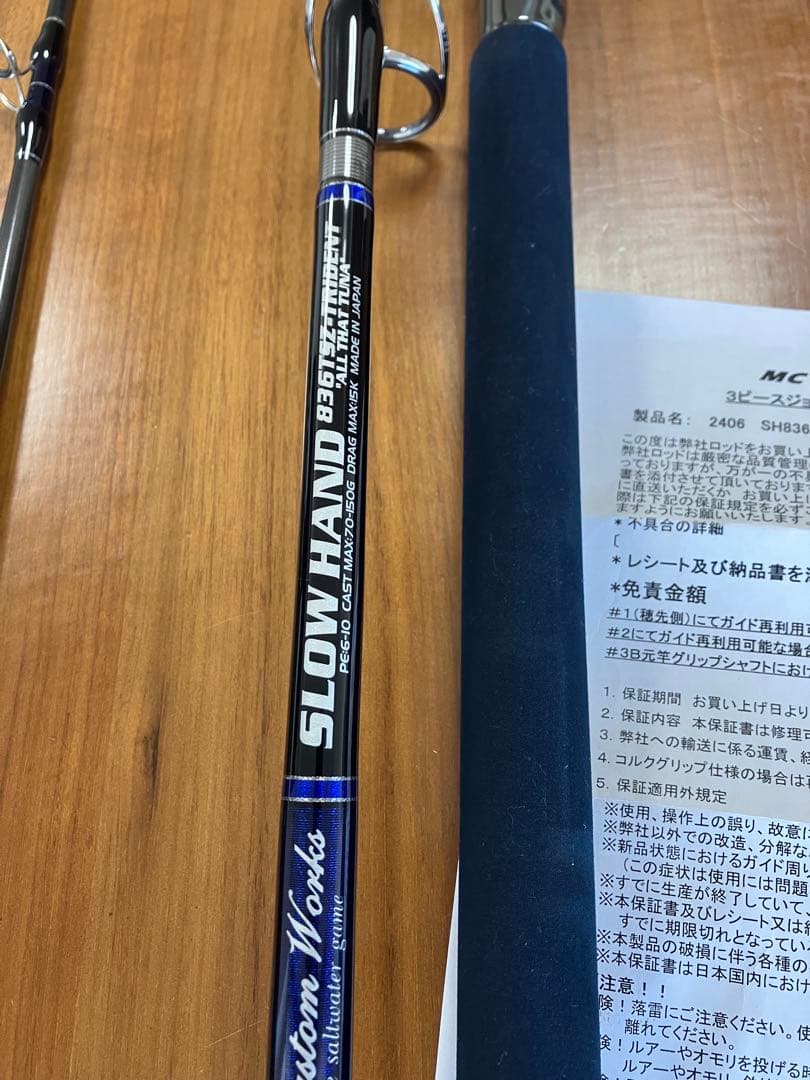 SLOW HAND 836TSZ-TRIDENT
"ALL THAT TUNA"
PE:6-10 CAST MAX:70-150G DRAG MAX:15K MADE IN JAPAN
ustom Works
saltwater game
MC
3ピースジョ
製品名: 2406 SH836
この度は弊社ロッドをお買い上
弊社ロッドは厳密な品質管理
っておりますが、万が一の不具
書を添付させて頂いております
に直送いただくか お買い上
際は下記の保証規定を必ず
ますようにお願いいたします
*不具合の詳細
[
*レシート及び納品書を
*免責金額
#1(穂先側)にてガイド再利用可
#2にてガイド再利用可能な場合
#3B元竿グリップシャフトにおけ
1. 保証期間 お買い上げ日より
2. 保証内容 本保証書は修理可
3. 弊社への輸送に係る運賃、経
4. コルクグリップ仕様の場合は
5. 保証適用外規定
※使用、操作上の誤り、故意に
※弊社以外での改造、分解な
※新品状態におけるガイド周り
(この症状は使用には問題
※すでに生産が終了していて
※本保証書及びレシート又は納
すでに期限切れとなってい
※本製品の破損に伴う各種の
※本保証書は日本国内におけ
注意!!
険!落雷にご注意ください。使
離れてください。
険!ルアーやオモリを投げる時
ルアーやオモリ